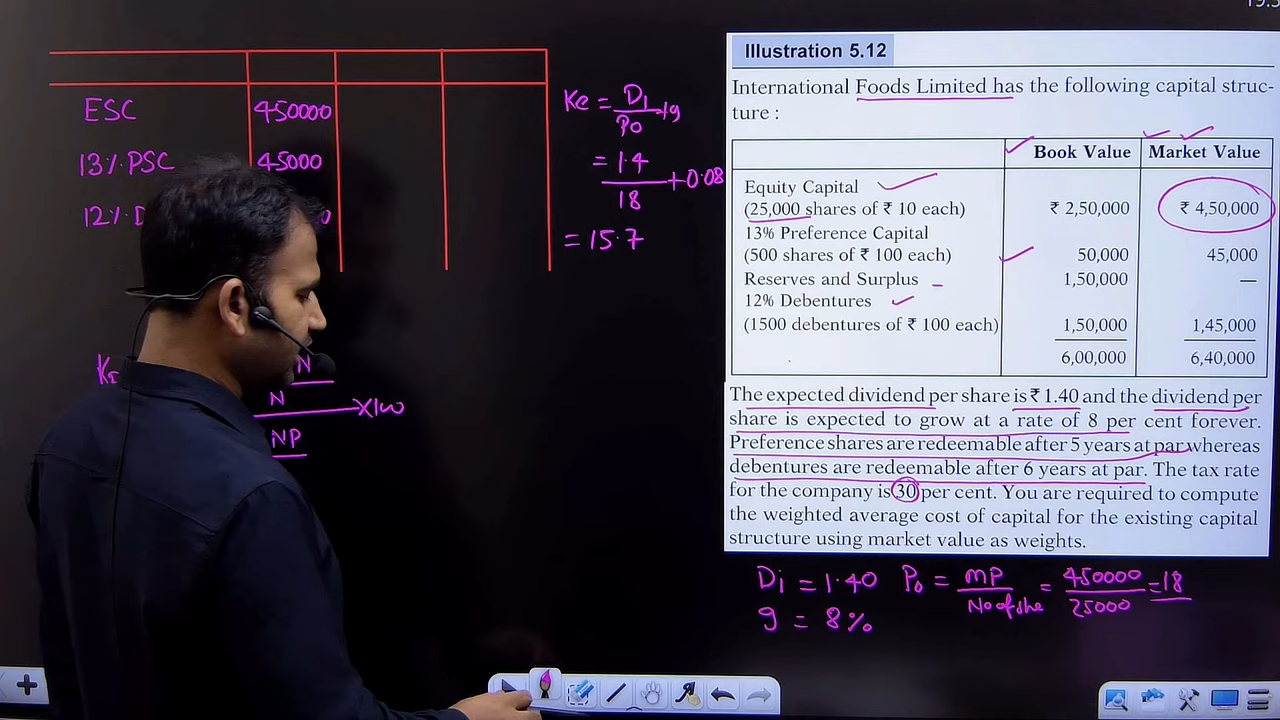 ESC 450000
13% PSC 45000
12%
N
N
X100
NP
Ke = D1 +g
P0
= 1.4 +0.08
18
= 15.7
Illustration 5.12
International Foods Limited has the following capital struc-
ture :
Book Value Market Value
Equity Capital
(25,000 shares of ₹ 10 each) ₹ 2,50,000 ₹ 4,50,000
13% Preference Capital
(500 shares of ₹ 100 each) 50,000 45,000
Reserves and Surplus 1,50,000 —
12% Debentures
(1500 debentures of ₹ 100 each) 1,50,000 1,45,000
6,00,000 6,40,000
The expected dividend per share is ₹ 1.40 and the dividend per
share is expected to grow at a rate of 8 per cent forever.
Preference shares are redeemable after 5 years at par whereas
debentures are redeemable after 6 years at par. The tax rate
for the company is 30 per cent. You are required to compute
the weighted average cost of capital for the existing capital
structure using market value as weights.
D1 = 1.40 P0 = MP = 450000 = 18
No of she 25000
g = 8%